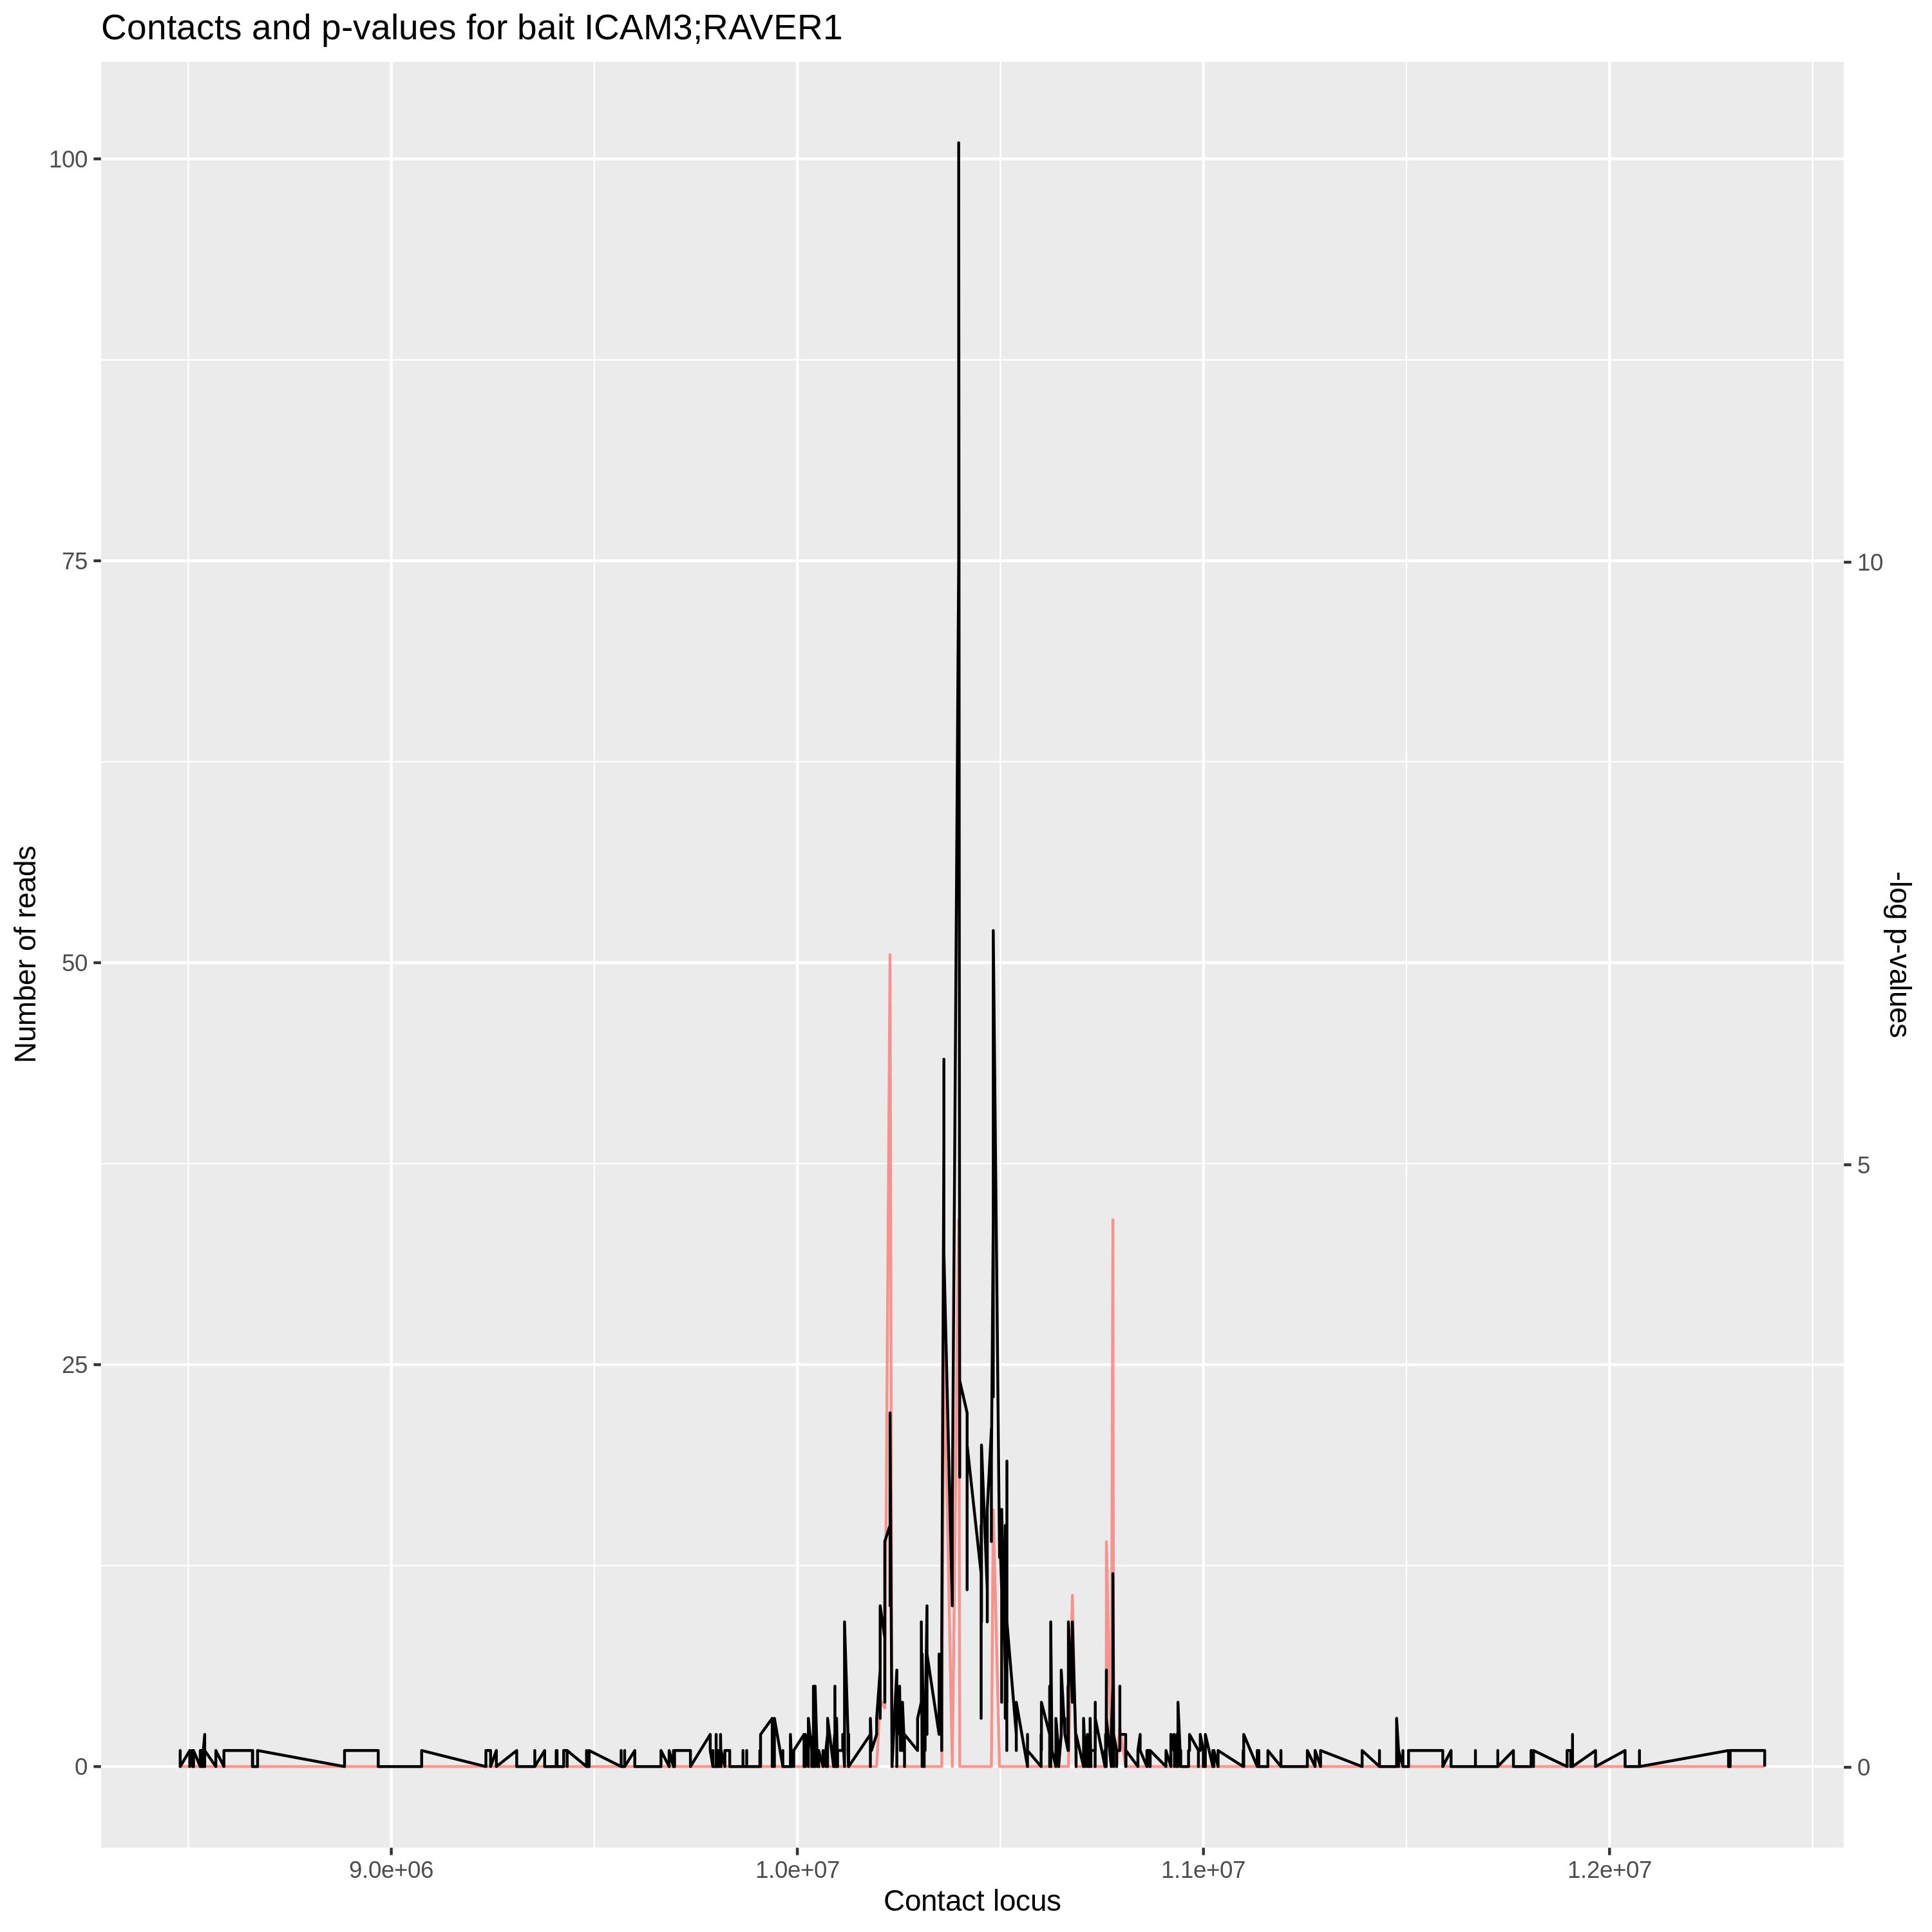 Contacts and p-values for bait ICAM3;RAVER1
100
75
50
25
0
Number of reads
10
5
0
-log p-values
9.0e+06
1.0e+07
1.1e+07
1.2e+07
Contact locus